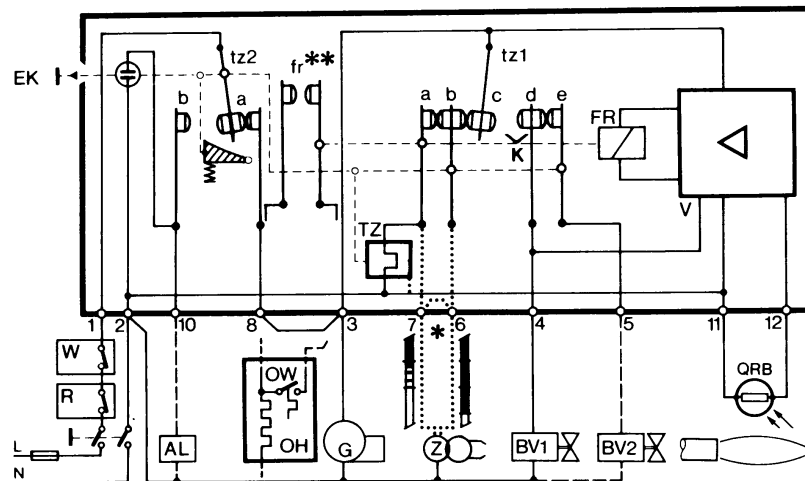 tz2
fr**
tz1
EK
b
a
a
b
c
d
e
FR
K
V
TZ
1
2
10
8
3
7
*
6
4
5
11
12
W
R
L
N
AL
OW
OH
G
Z
BV1
BV2
QRB